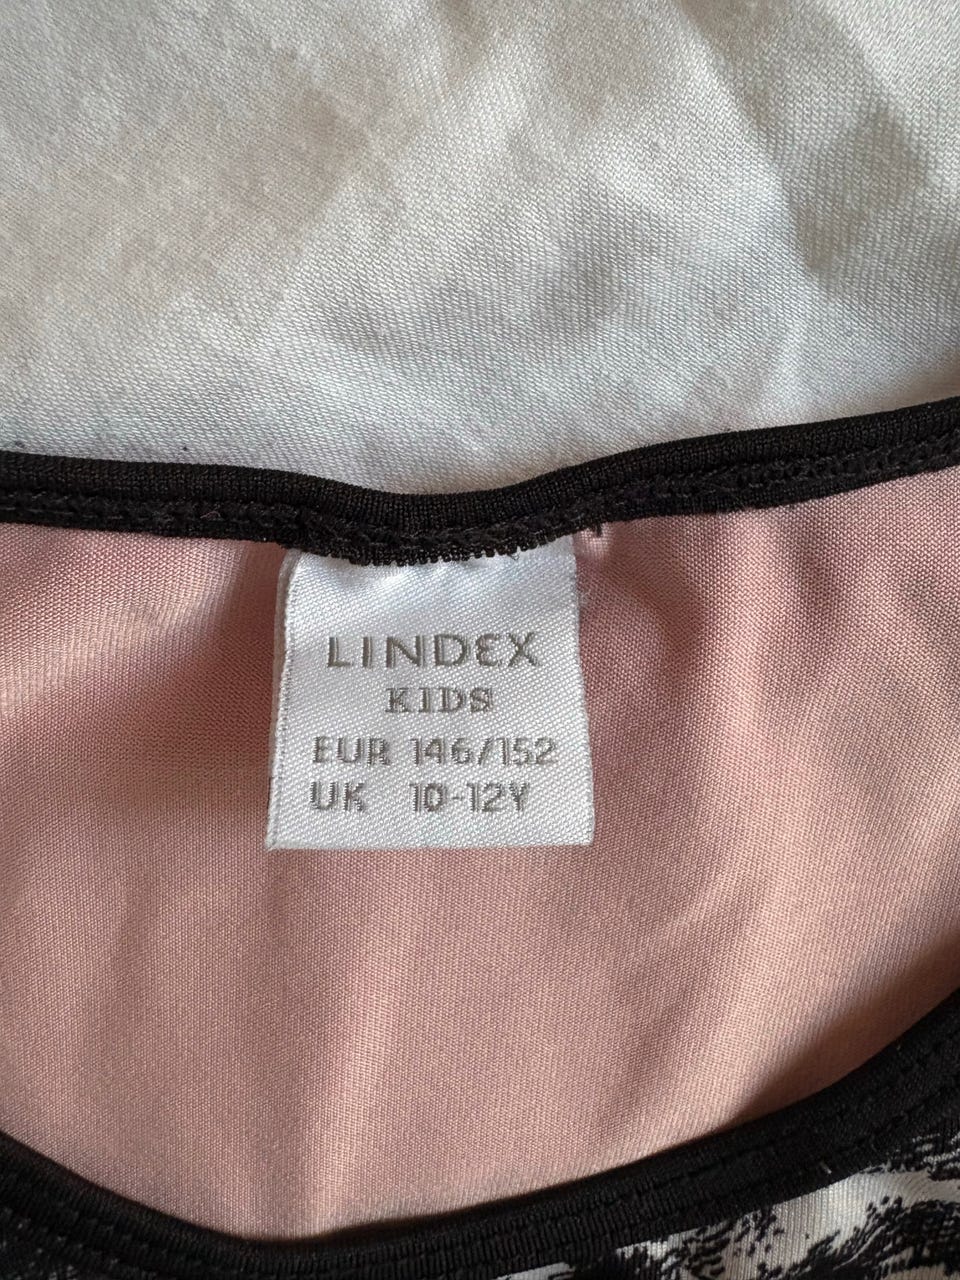 LINDEX
KIDS
EUR 146/152
UK 10-12Y